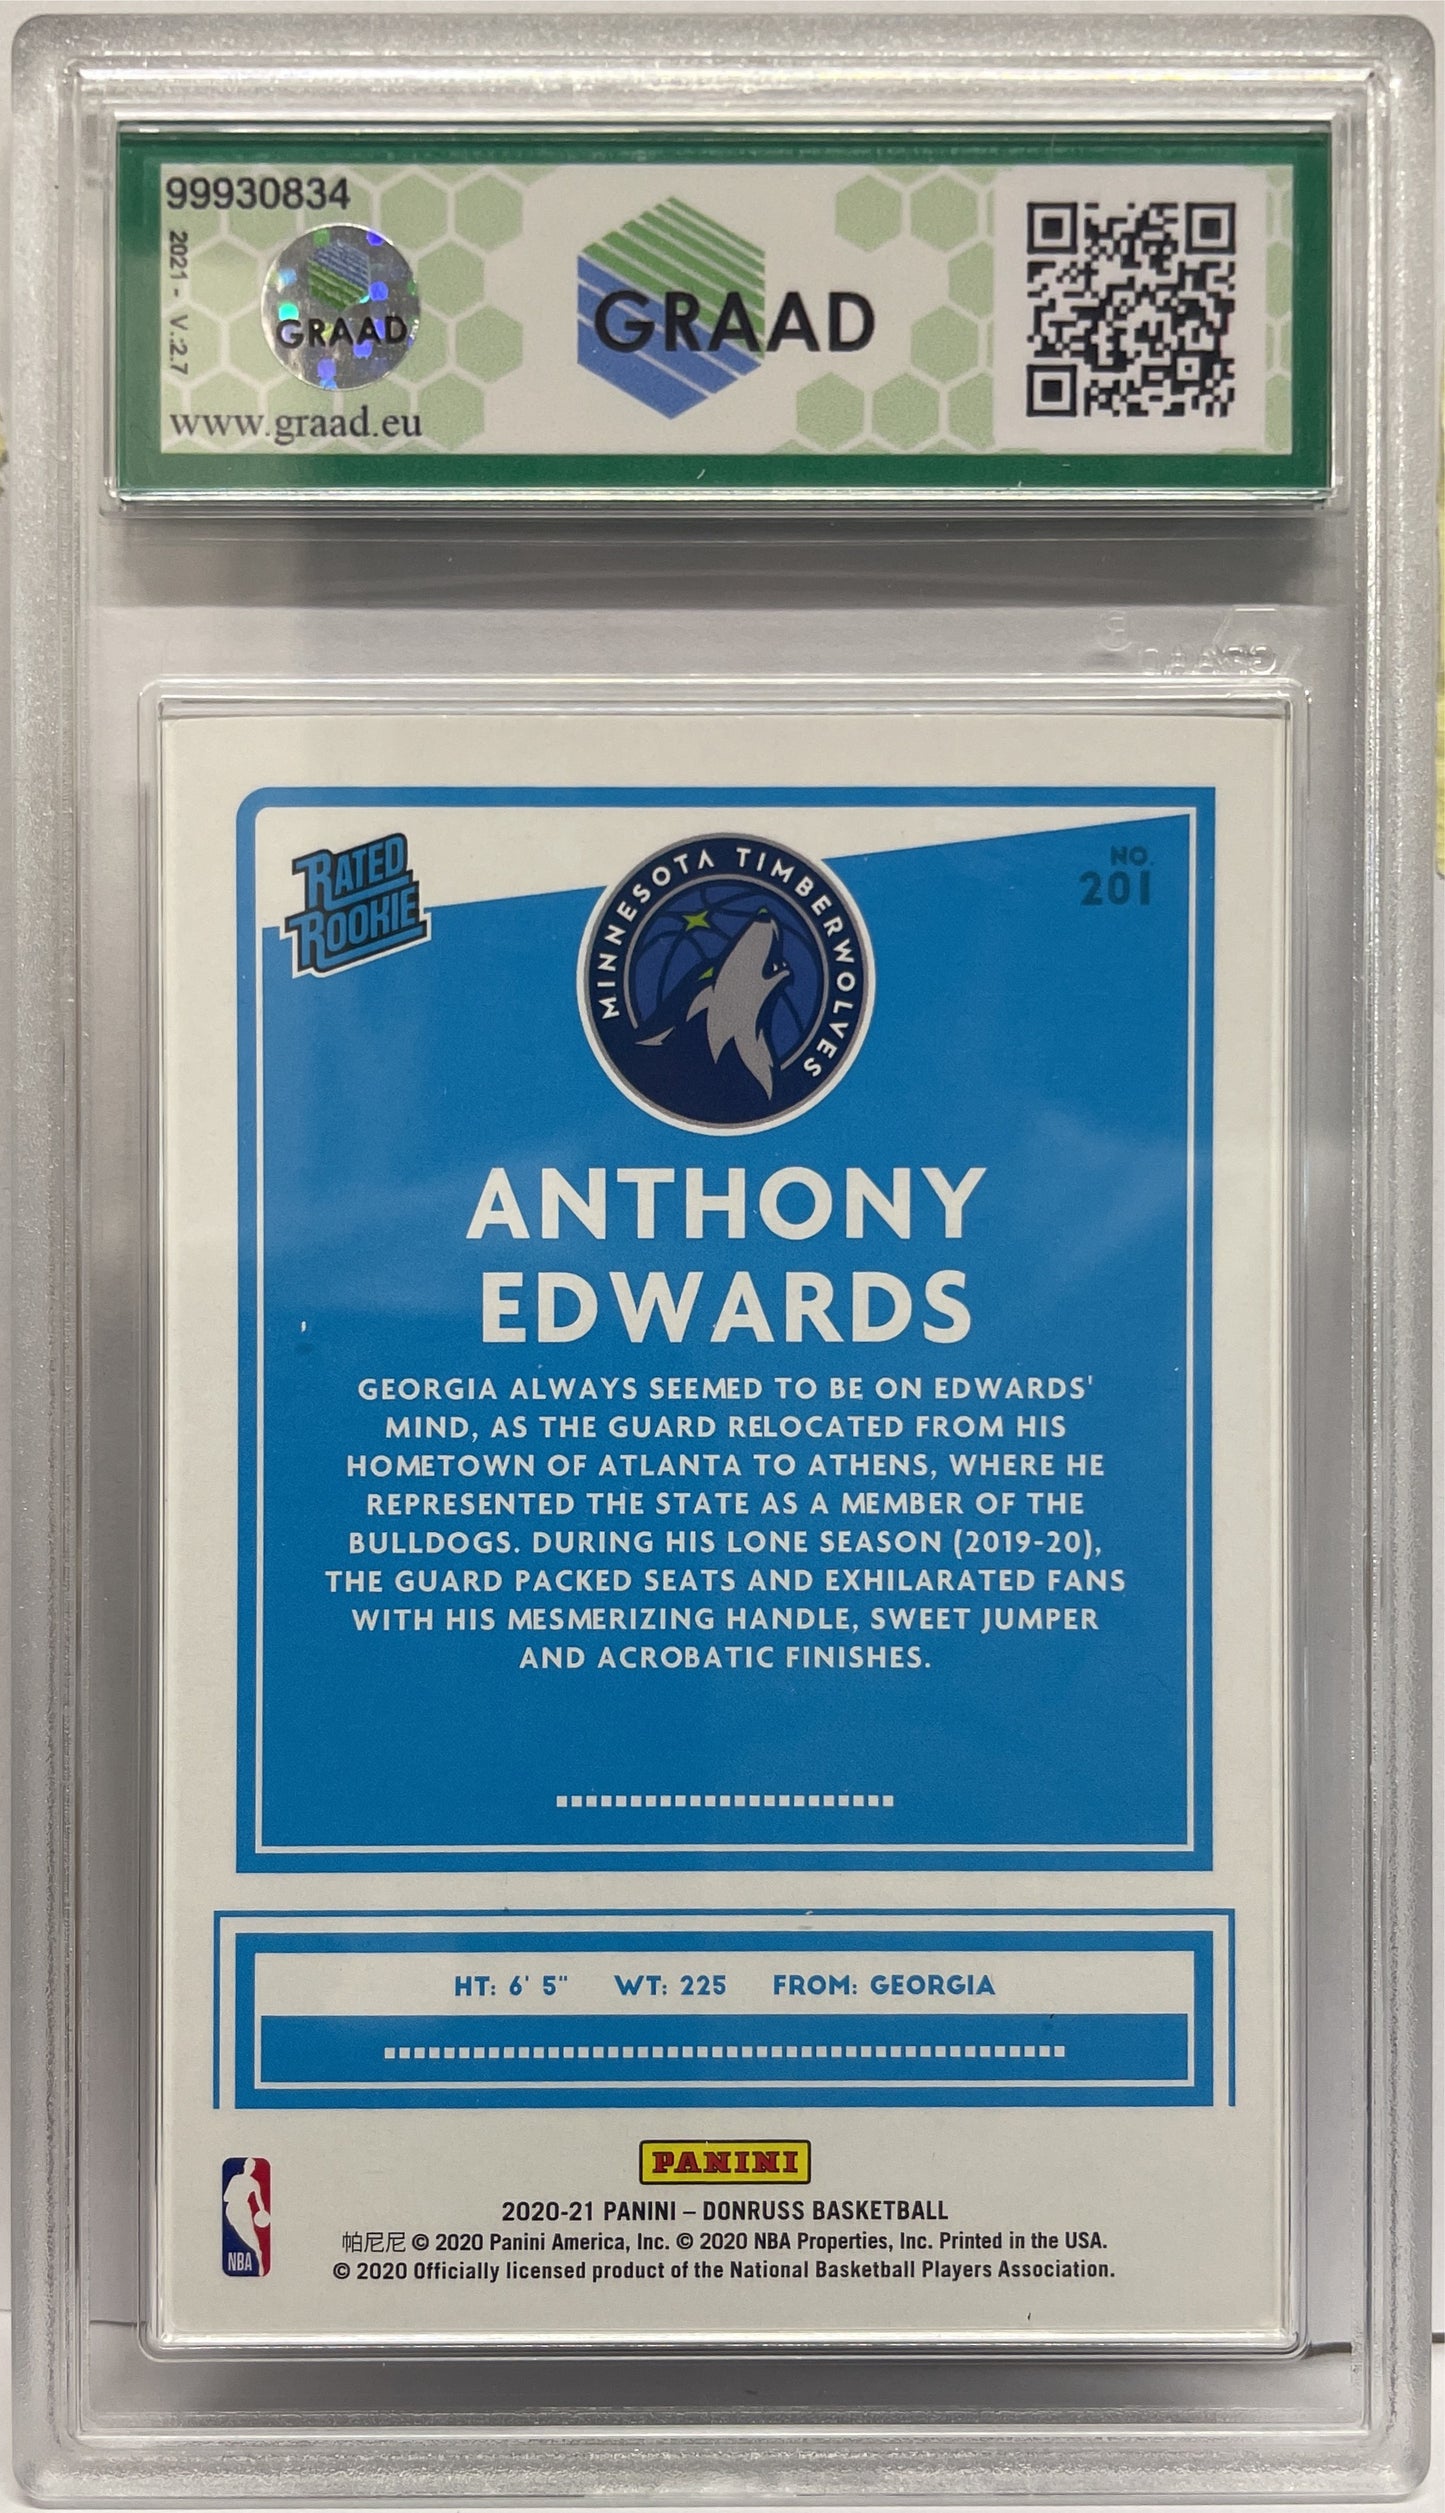 99930834
2021 - V.2.7
GRAAD
www.graad.eu
GRAAD
RATED
ROOKIE
MINNESOTA TIMBERWOLVES
NO.
201
ANTHONY
EDWARDS
GEORGIA ALWAYS SEEMED TO BE ON EDWARDS'
MIND, AS THE GUARD RELOCATED FROM HIS
HOMETOWN OF ATLANTA TO ATHENS, WHERE HE
REPRESENTED THE STATE AS A MEMBER OF THE
BULLDOGS. DURING HIS LONE SEASON (2019-20),
THE GUARD PACKED SEATS AND EXHILARATED FANS
WITH HIS MESMERIZING HANDLE, SWEET JUMPER
AND ACROBATIC FINISHES.
HT: 6' 5" WT: 225 FROM: GEORGIA
PANINI
NBA
2020-21 PANINI – DONRUSS BASKETBALL
帕尼尼 © 2020 Panini America, Inc. © 2020 NBA Properties, Inc. Printed in the USA.
© 2020 Officially licensed product of the National Basketball Players Association.